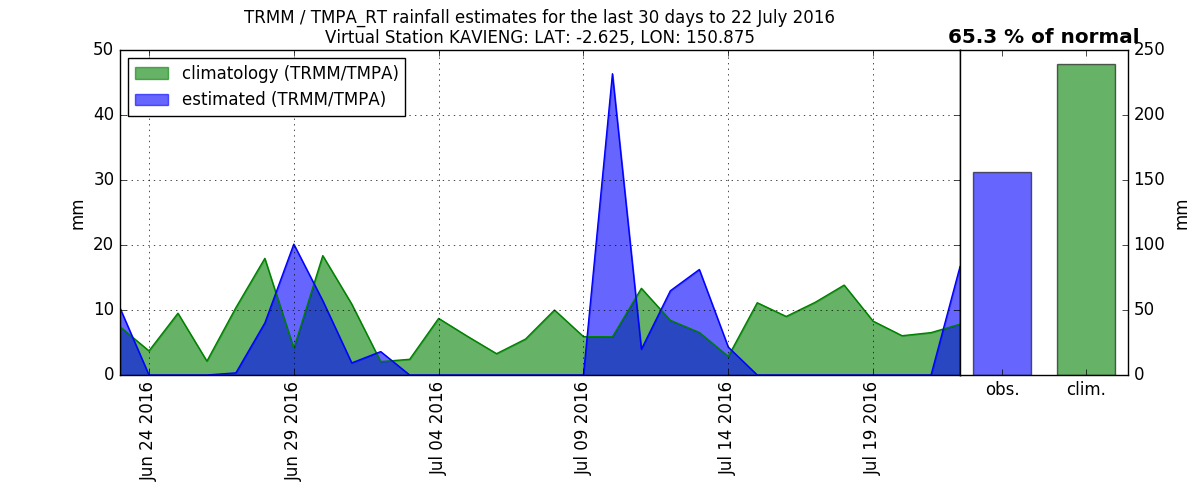 TRMM / TMPA_RT rainfall estimates for the last 30 days to 22 July 2016
Virtual Station KAVIENG: LAT: -2.625, LON: 150.875
65.3 % of normal
climatology (TRMM/TMPA)
estimated (TRMM/TMPA)
50
40
30
20
10
0
mm
Jun 24 2016
Jun 29 2016
Jul 04 2016
Jul 09 2016
Jul 14 2016
Jul 19 2016
obs.
clim.
250
200
150
100
50
0
mm